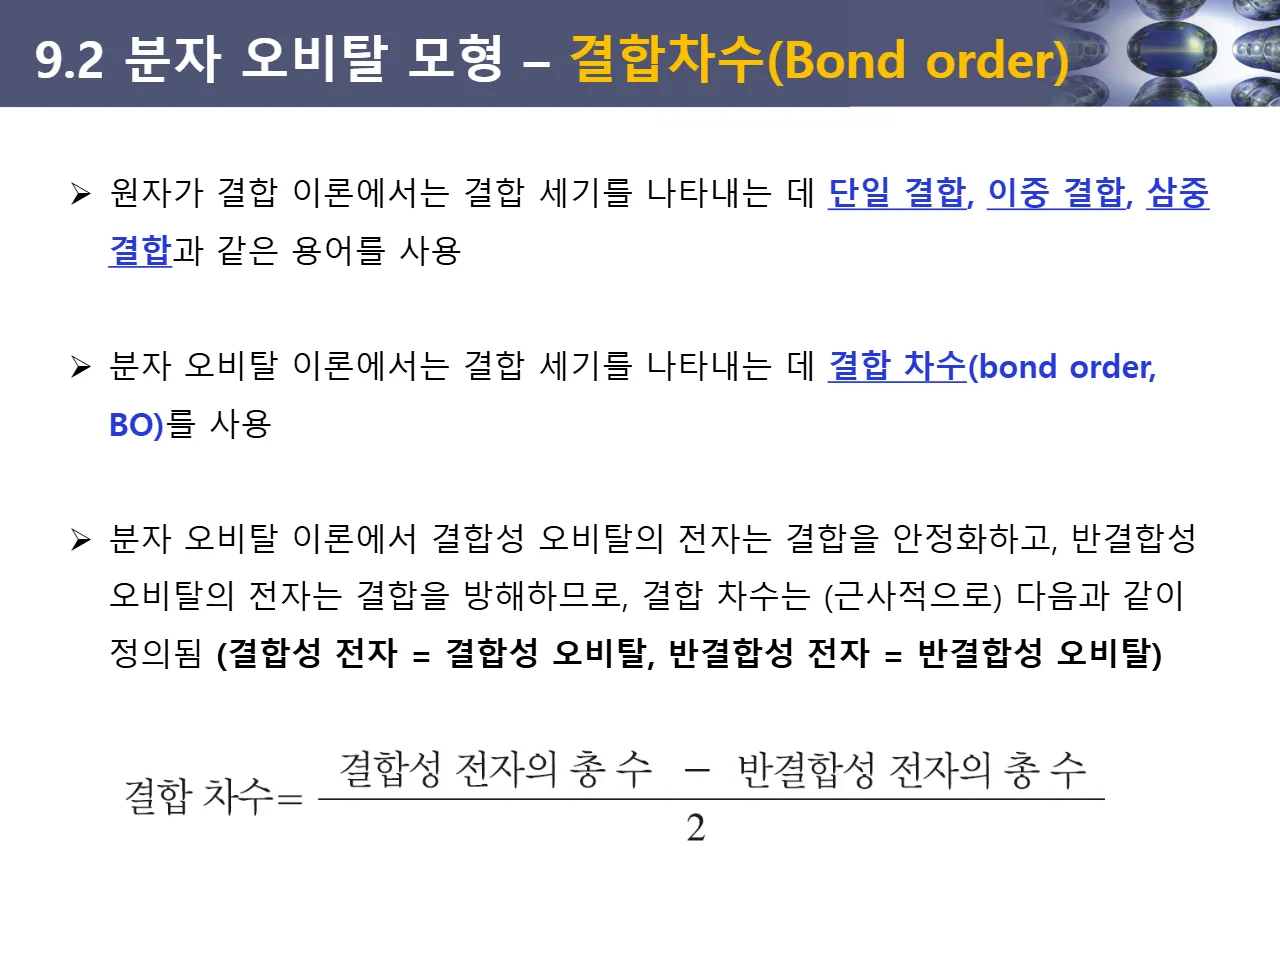 9.2 분자 오비탈 모형 – 결합차수(Bond order)
➢ 원자가 결합 이론에서는 결합 세기를 나타내는 데 단일 결합, 이중 결합, 삼중
결합과 같은 용어를 사용
➢ 분자 오비탈 이론에서는 결합 세기를 나타내는 데 결합 차수(bond order,
BO)를 사용
➢ 분자 오비탈 이론에서 결합성 오비탈의 전자는 결합을 안정화하고, 반결합성
오비탈의 전자는 결합을 방해하므로, 결합 차수는 (근사적으로) 다음과 같이
정의됨 (결합성 전자 = 결합성 오비탈, 반결합성 전자 = 반결합성 오비탈)
결합성 전자의 총 수 − 반결합성 전자의 총 수
결합 차수=
2